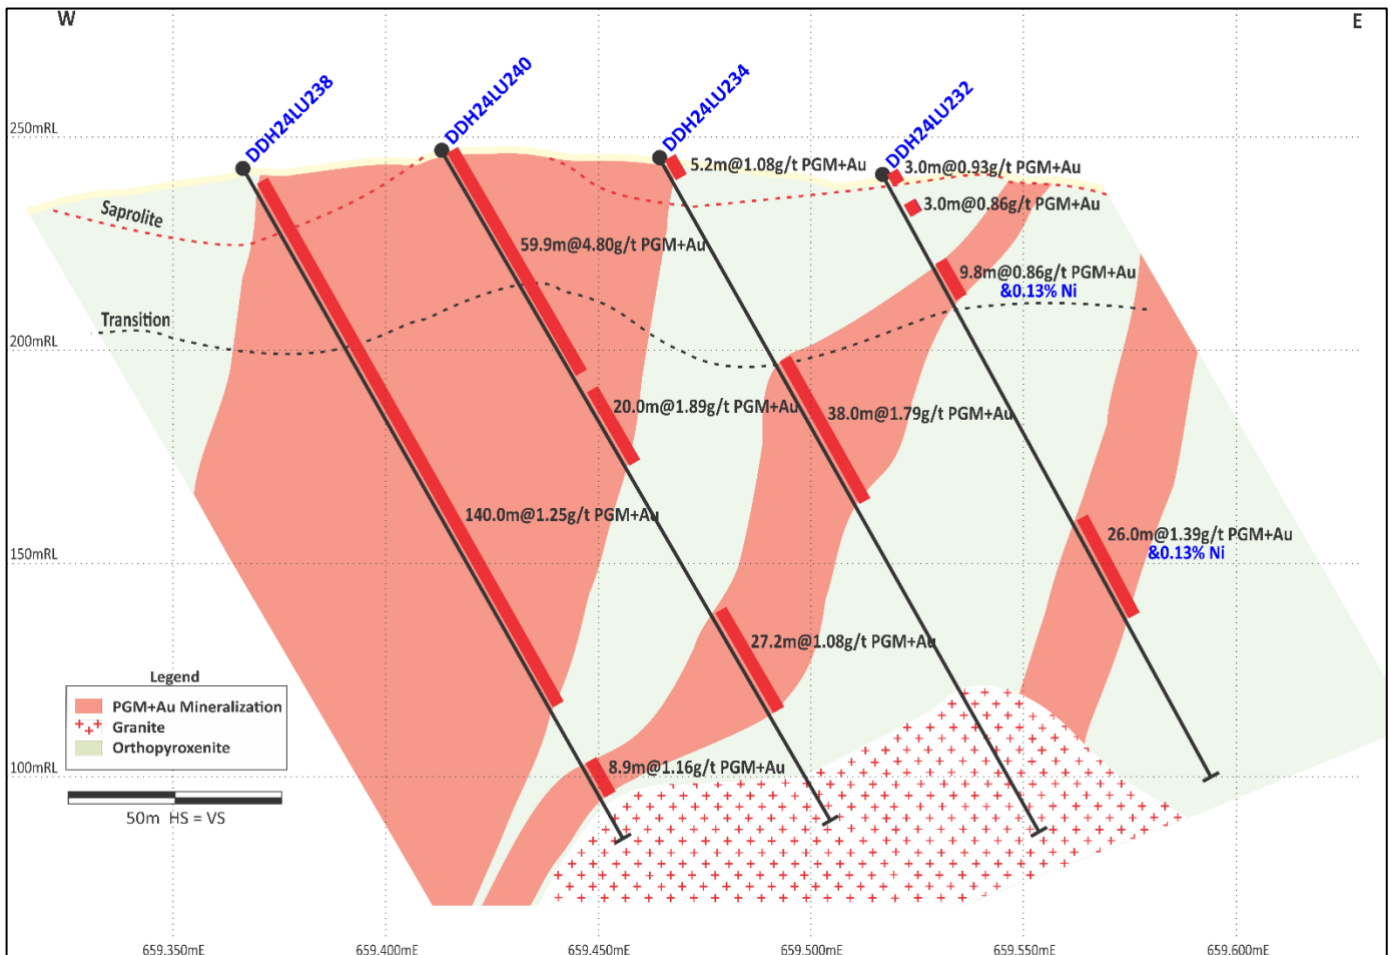 W
E
DDH24LU238
DDH24LU240
DDH24LU234
DDH24LU232
250mRL
5.2m@1.08g/t PGM+Au
3.0m@0.93g/t PGM+Au
3.0m@0.86g/t PGM+Au
Saprolite
59.9m@4.80g/t PGM+Au
9.8m@0.86g/t PGM+Au
&0.13% Ni
Transition
200mRL
20.0m@1.89g/t PGM+Au
38.0m@1.79g/t PGM+Au
140.0m@1.25g/t PGM+Au
26.0m@1.39g/t PGM+Au
&0.13% Ni
150mRL
27.2m@1.08g/t PGM+Au
Legend
PGM+Au Mineralization
Granite
Orthopyroxenite
8.9m@1.16g/t PGM+Au
100mRL
50m HS = VS
659.350mE
659.400mE
659.450mE
659.500mE
659.550mE
659.600mE